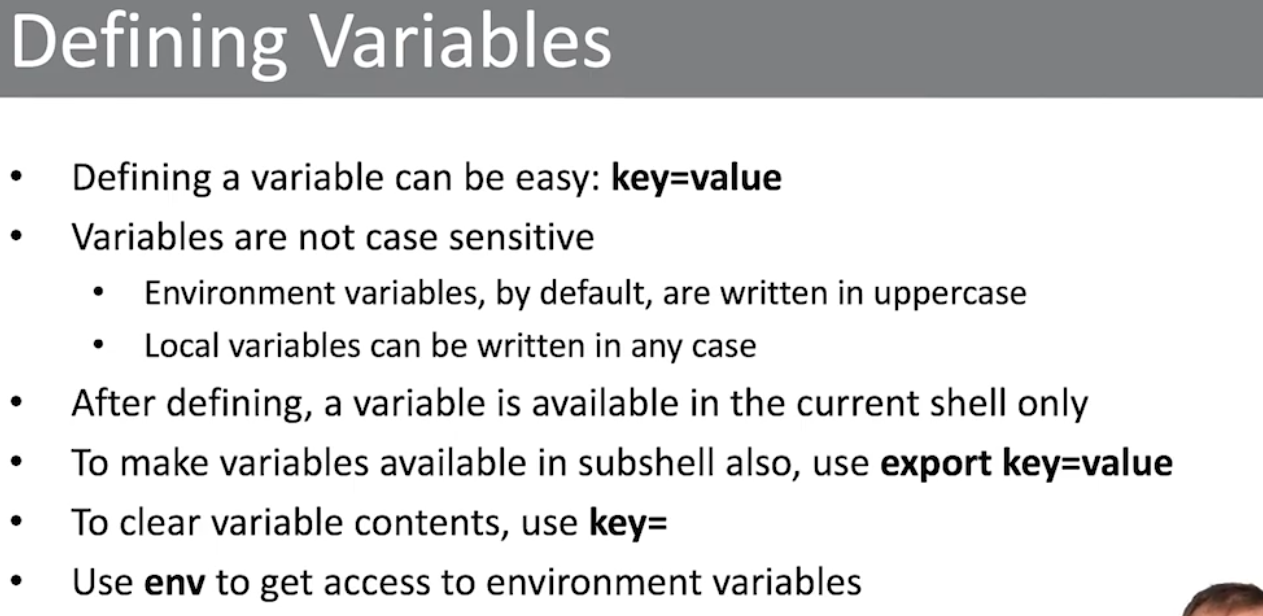 Defining Variables
• Defining a variable can be easy: key=value
• Variables are not case sensitive
• Environment variables, by default, are written in uppercase
• Local variables can be written in any case
• After defining, a variable is available in the current shell only
• To make variables available in subshell also, use export key=value
• To clear variable contents, use key=
• Use env to get access to environment variables